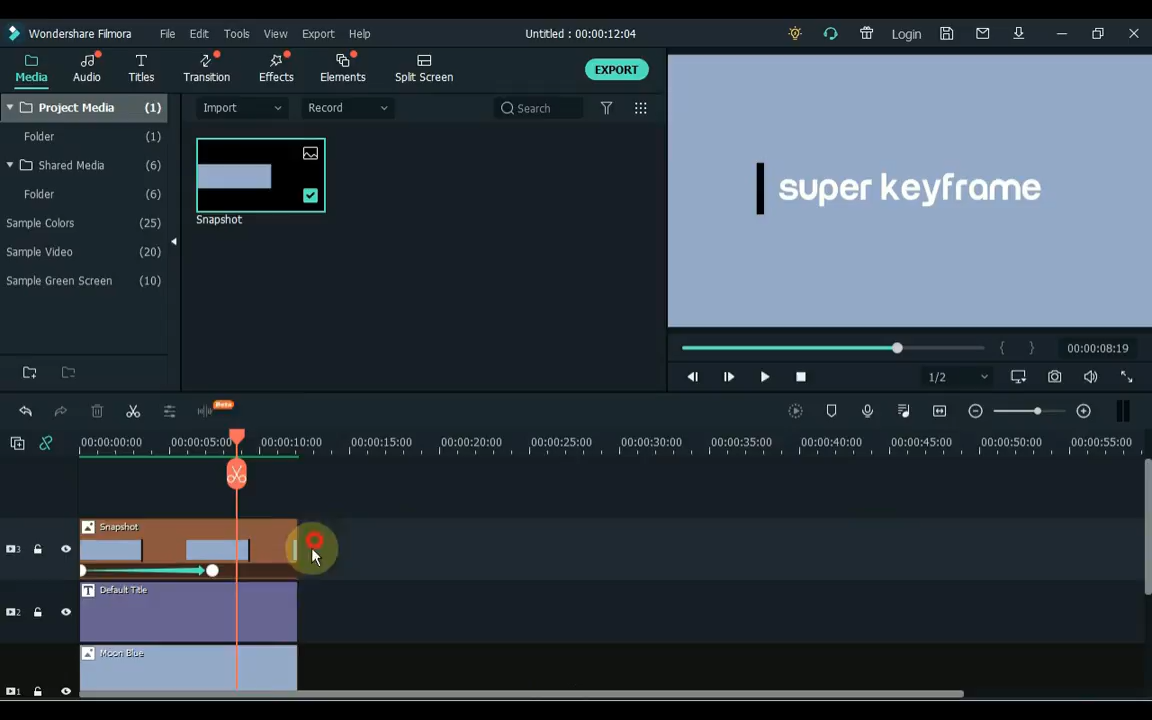 Wondershare Filmora
File
Edit
Tools
View
Export
Help
Untitled : 00:00:12:04
Login
Media
Audio
Titles
Transition
Effects
Elements
Split Screen
EXPORT
Project Media (1)
Folder (1)
Shared Media (6)
Folder (6)
Sample Colors (25)
Sample Video (20)
Sample Green Screen (10)
Import
Record
Search
Snapshot
super keyframe
{ }
00:00:08:19
1/2
Beta
00:00:00:00
00:00:05:00
00:00:10:00
00:00:15:00
00:00:20:00
00:00:25:00
00:00:30:00
00:00:35:00
00:00:40:00
00:00:45:00
00:00:50:00
00:00:55:00
Snapshot
3
Default Title
2
Moon Blue
1